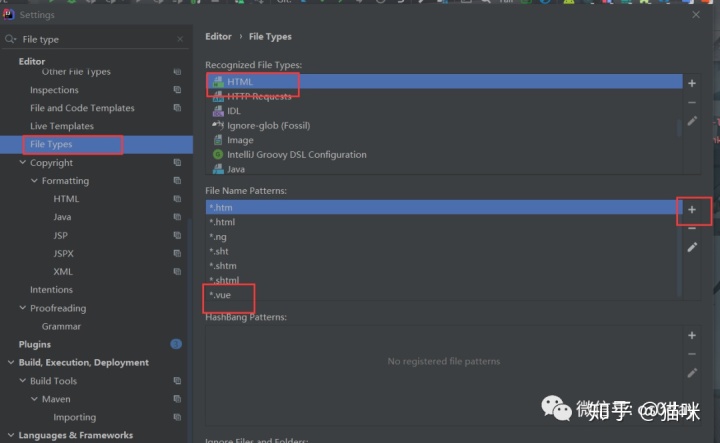 Settings
File type
Editor
Other File Types
Inspections
File and Code Templates
Live Templates
File Types
Copyright
Formatting
HTML
Java
JSP
JSPX
XML
Intentions
Proofreading
Grammar
Plugins
Build, Execution, Deployment
Build Tools
Maven
Importing
Languages & Frameworks
Editor › File Types
Recognized File Types:
HTML
HTTP Requests
IDL
Ignore-glob (Fossil)
Image
IntelliJ Groovy DSL Configuration
Java
File Name Patterns:
*.htm
*.html
*.ng
*.sht
*.shtm
*.shtml
*.vue
HashBang Patterns:
No registered file patterns
Ignore Files and Folders:
微信号:
知乎 @猫咪